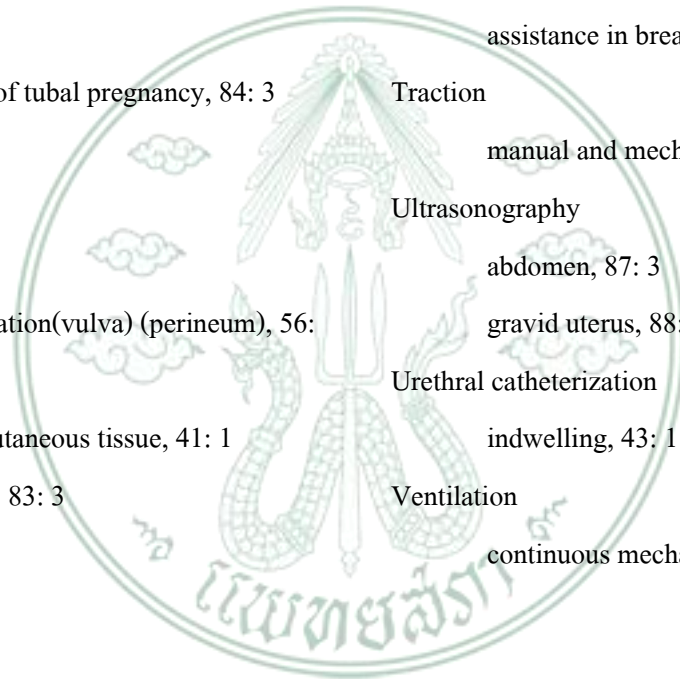 of tubal pregnancy, 84: 3
ation(vulva) (perineum), 56:
utaneous tissue, 41: 1
83: 3
assistance in brea
Traction
manual and mech
Ultrasonography
abdomen, 87: 3
gravid uterus, 88:
Urethral catheterization
indwelling, 43: 1
Ventilation
continuous mecha
แพทยสภา